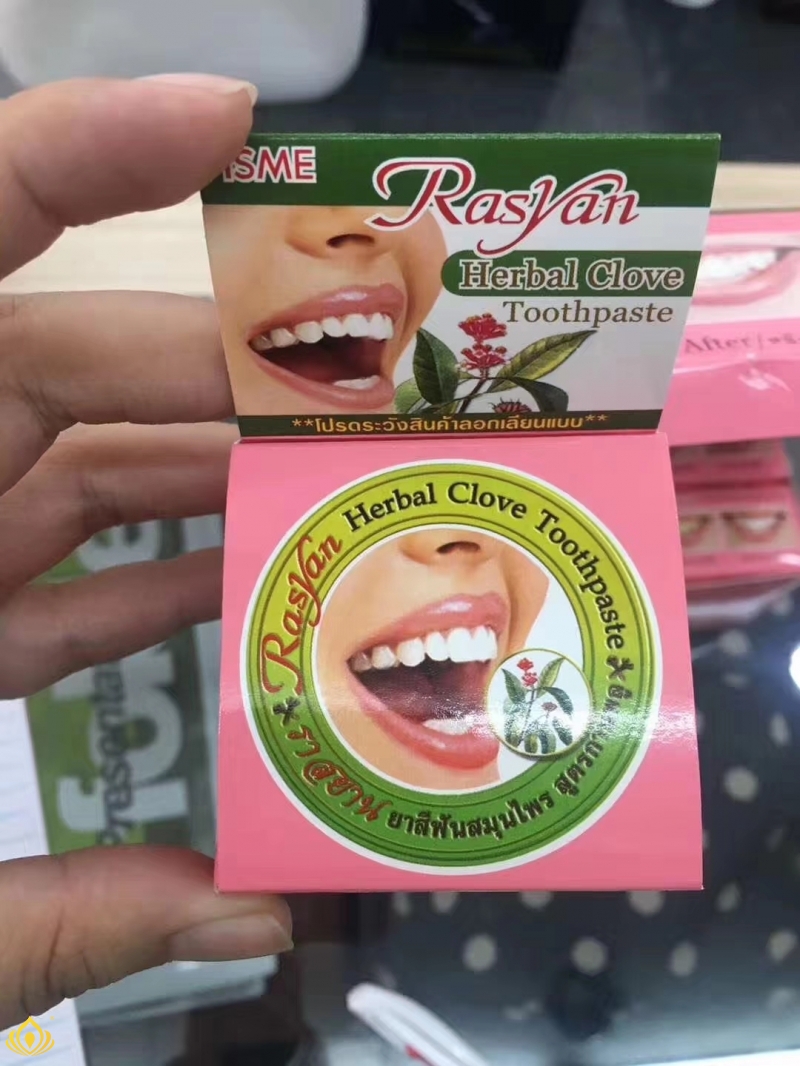 ISME
Rasyan
Herbal Clove
Toothpaste
**โปรดระวังสินค้าลอกเลียนแบบ**
After
Rasyan Herbal Clove Toothpaste
ราสยาน ยาสีฟันสมุนไพร สูตรกานพลู
Presenta